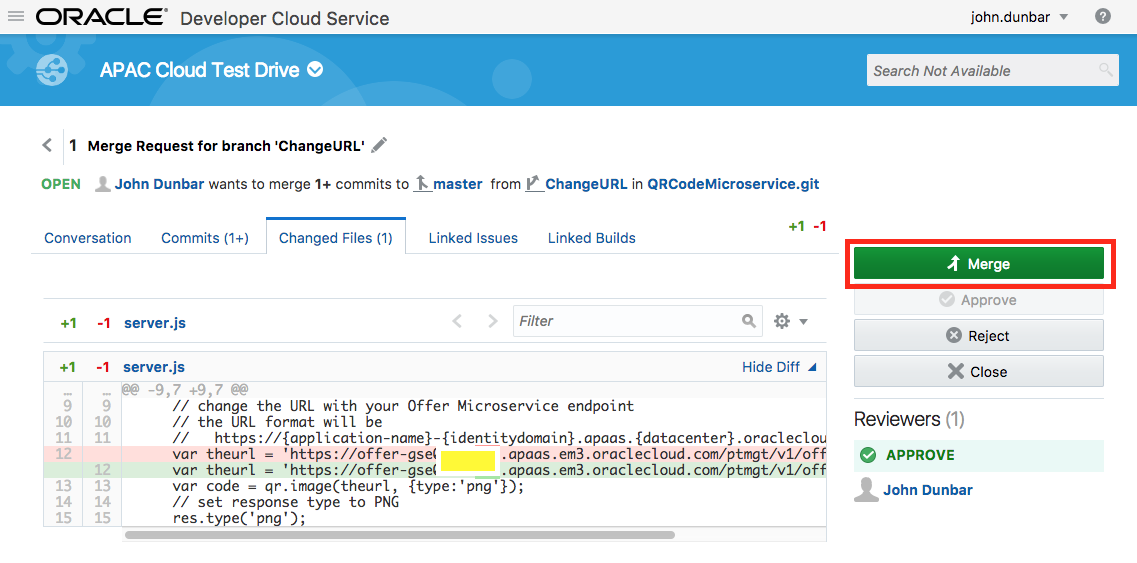 ORACLE Developer Cloud Service john.dunbar ?
APAC Cloud Test Drive Search Not Available
1 Merge Request for branch 'ChangeURL'
OPEN John Dunbar wants to merge 1+ commits to master from ChangeURL in QRCodeMicroservice.git
Conversation Commits (1+) Changed Files (1) Linked Issues Linked Builds +1 -1
Merge
Approve
Reject
Close
Reviewers (1)
APPROVE
John Dunbar
+1 -1 server.js Filter
+1 -1 server.js Hide Diff
... ... @@ -9,7 +9,7 @@
9 9 // change the URL with your Offer Microservice endpoint
10 10 // the URL format will be
11 11 // https://{application-name}-{identitydomain}.apaas.{datacenter}.oracleclou
12 var theurl = 'https://offer-gse .apaas.em3.oraclecloud.com/ptmgt/v1/off
12 var theurl = 'https://offer-gse .apaas.em3.oraclecloud.com/ptmgt/v1/off
13 13 var code = qr.image(theurl, {type:'png'});
14 14 // set response type to PNG
15 15 res.type('png');